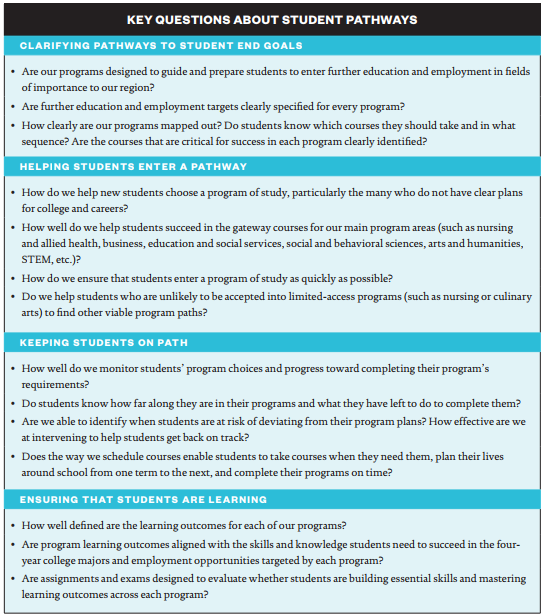 KEY QUESTIONS ABOUT STUDENT PATHWAYS
CLARIFYING PATHWAYS TO STUDENT END GOALS
• Are our programs designed to guide and prepare students to enter further education and employment in fields
of importance to our region?
• Are further education and employment targets clearly specified for every program?
• How clearly are our programs mapped out? Do students know which courses they should take and in what
sequence? Are the courses that are critical for success in each program clearly identified?
HELPING STUDENTS ENTER A PATHWAY
• How do we help new students choose a program of study, particularly the many who do not have clear plans
for college and careers?
• How well do we help students succeed in the gateway courses for our main program areas (such as nursing
and allied health, business, education and social services, social and behavioral sciences, arts and humanities,
STEM, etc.)?
• How do we ensure that students enter a program of study as quickly as possible?
• Do we help students who are unlikely to be accepted into limited-access programs (such as nursing or culinary
arts) to find other viable program paths?
KEEPING STUDENTS ON PATH
• How well do we monitor students' program choices and progress toward completing their program's
requirements?
• Do students know how far along they are in their programs and what they have left to do to complete them?
• Are we able to identify when students are at risk of deviating from their program plans? How effective are we
at intervening to help students get back on track?
• Does the way we schedule courses enable students to take courses when they need them, plan their lives
around school from one term to the next, and complete their programs on time?
ENSURING THAT STUDENTS ARE LEARNING
• How well defined are the learning outcomes for each of our programs?
• Are program learning outcomes aligned with the skills and knowledge students need to succeed in the four-
year college majors and employment opportunities targeted by each program?
• Are assignments and exams designed to evaluate whether students are building essential skills and mastering
learning outcomes across each program?